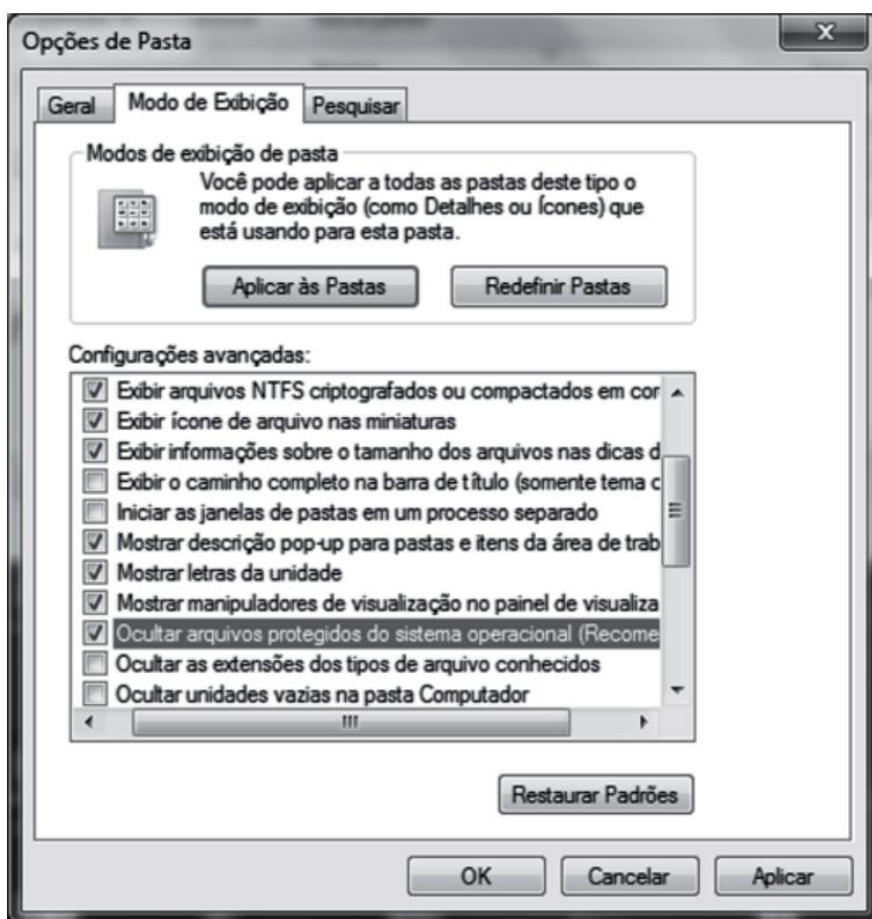 Opções de Pasta
X
Geral Modo de Exibição Pesquisar
Modos de exibição de pasta
Você pode aplicar a todas as pastas deste tipo o
modo de exibição (como Detalhes ou Ícones) que
está usando para esta pasta.
Aplicar às Pastas Redefinir Pastas
Configurações avançadas:
Exibir arquivos NTFS criptografados ou compactados em cor
Exibir ícone de arquivo nas miniaturas
Exibir informações sobre o tamanho dos arquivos nas dicas d
Exibir o caminho completo na barra de título (somente tema c
Iniciar as janelas de pastas em um processo separado
Mostrar descrição pop-up para pastas e itens da área de trab
Mostrar letras da unidade
Mostrar manipuladores de visualização no painel de visualiza
Ocultar arquivos protegidos do sistema operacional (Recome
Ocultar as extensões dos tipos de arquivo conhecidos
Ocultar unidades vazias na pasta Computador
Restaurar Padrões
OK Cancelar Aplicar